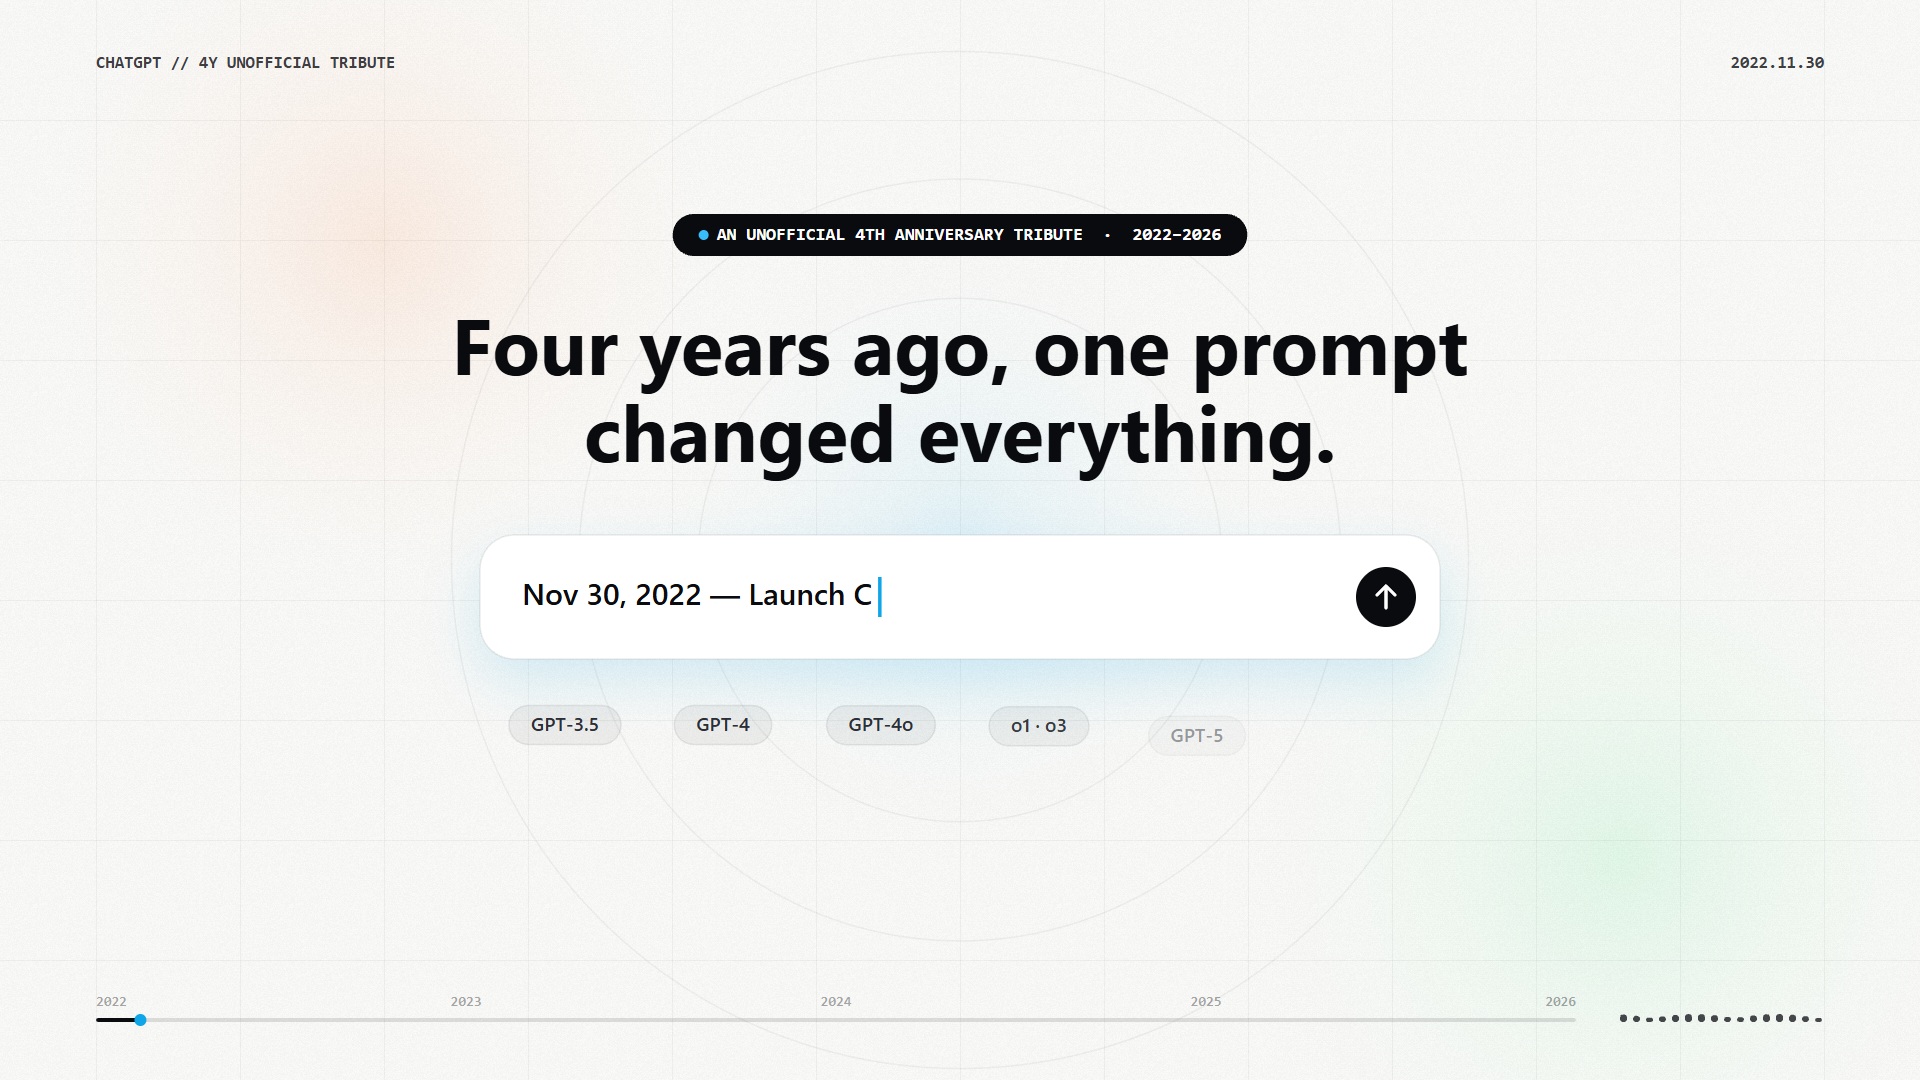 CHATGPT // 4Y UNOFFICIAL TRIBUTE
2022.11.30
AN UNOFFICIAL 4TH ANNIVERSARY TRIBUTE · 2022–2026
Four years ago, one prompt
changed everything.
Nov 30, 2022 — Launch C
GPT-3.5
GPT-4
GPT-4o
o1 · o3
GPT-5
2022
2023
2024
2025
2026